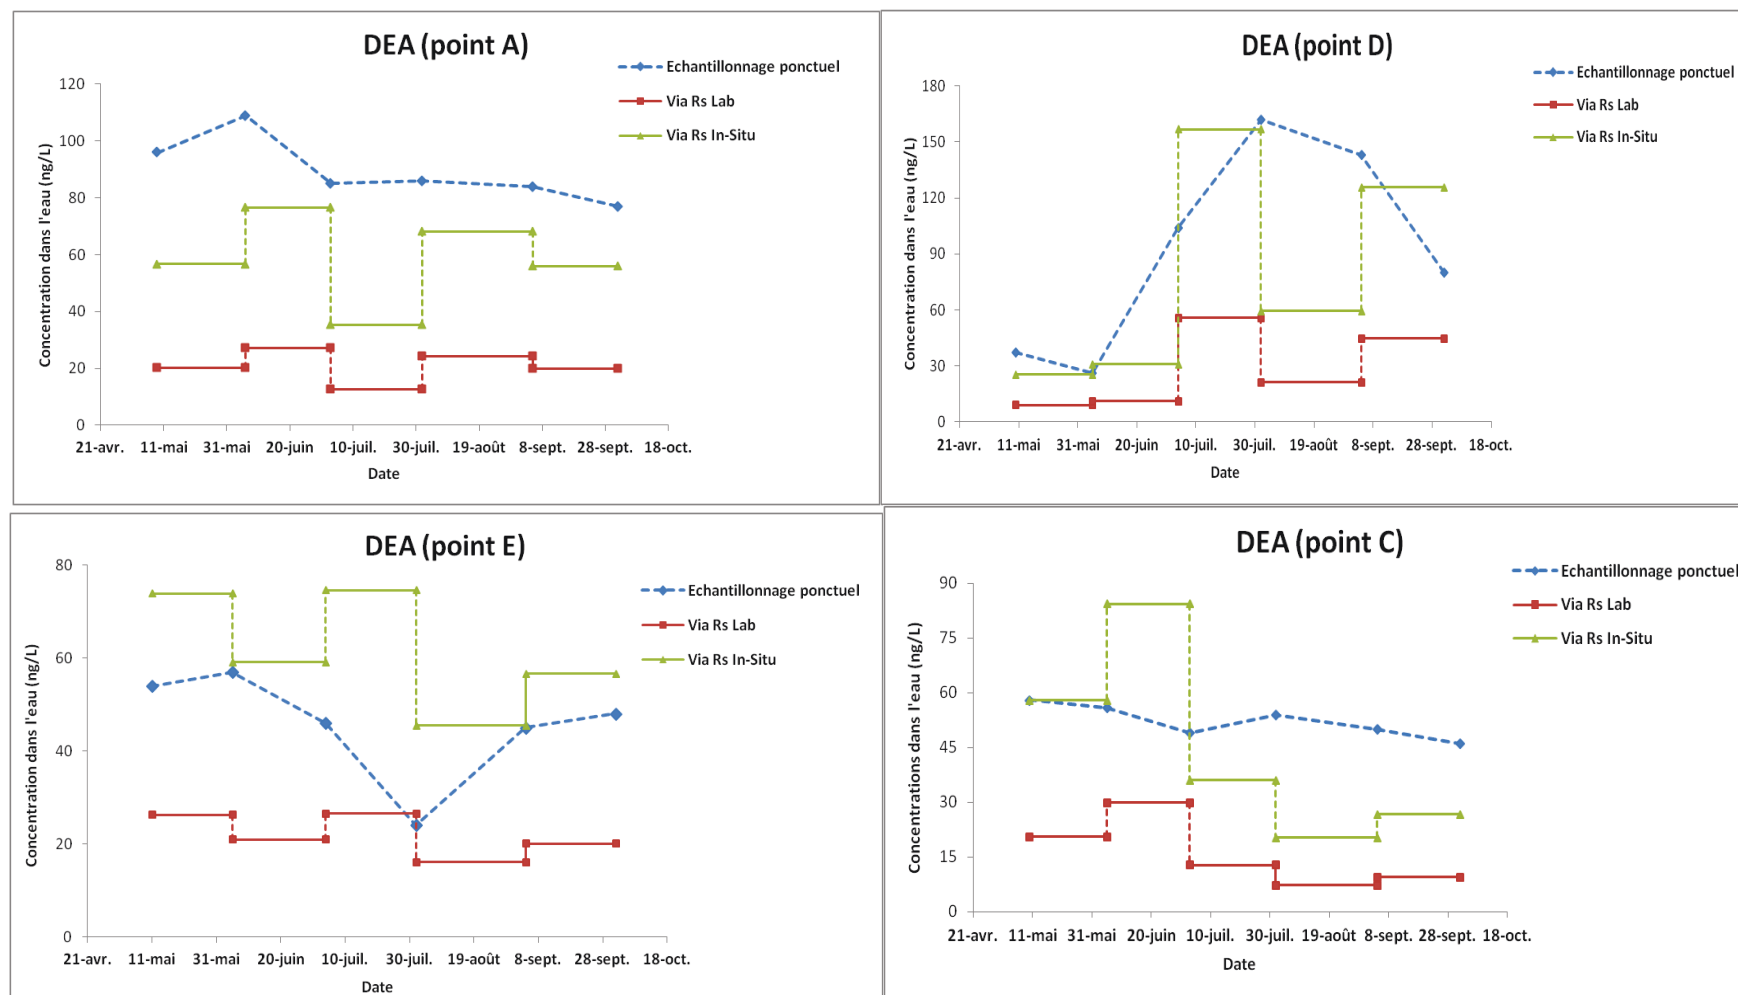 DEA (point A)
Echantillonnage ponctuel
Via Rs Lab
Via Rs In-Situ
Concentration dans l'eau (ng/L)
120
100
80
60
40
20
0
21-avr. 11-mai 31-mai 20-juin 10-juil. 30-juil. 19-août 8-sept. 28-sept. 18-oct.
Date
DEA (point D)
Echantillonnage ponctuel
Via Rs Lab
Via Rs In-Situ
Concentration dans l'eau (ng/L)
180
150
120
90
60
30
0
21-avr. 11-mai 31-mai 20-juin 10-juil. 30-juil. 19-août 8-sept. 28-sept. 18-oct.
Date
DEA (point E)
Echantillonnage ponctuel
Via Rs Lab
Via Rs In-Situ
Concentration dans l'eau (ng/L)
80
60
40
20
0
21-avr. 11-mai 31-mai 20-juin 10-juil. 30-juil. 19-août 8-sept. 28-sept. 18-oct.
Date
DEA (point C)
Echantillonnage ponctuel
Via Rs Lab
Via Rs In-Situ
Concentrations dans l'eau (ng/L)
90
75
60
45
30
15
0
21-avr. 11-mai 31-mai 20-juin 10-juil. 30-juil. 19-août 8-sept. 28-sept. 18-oct.
Date